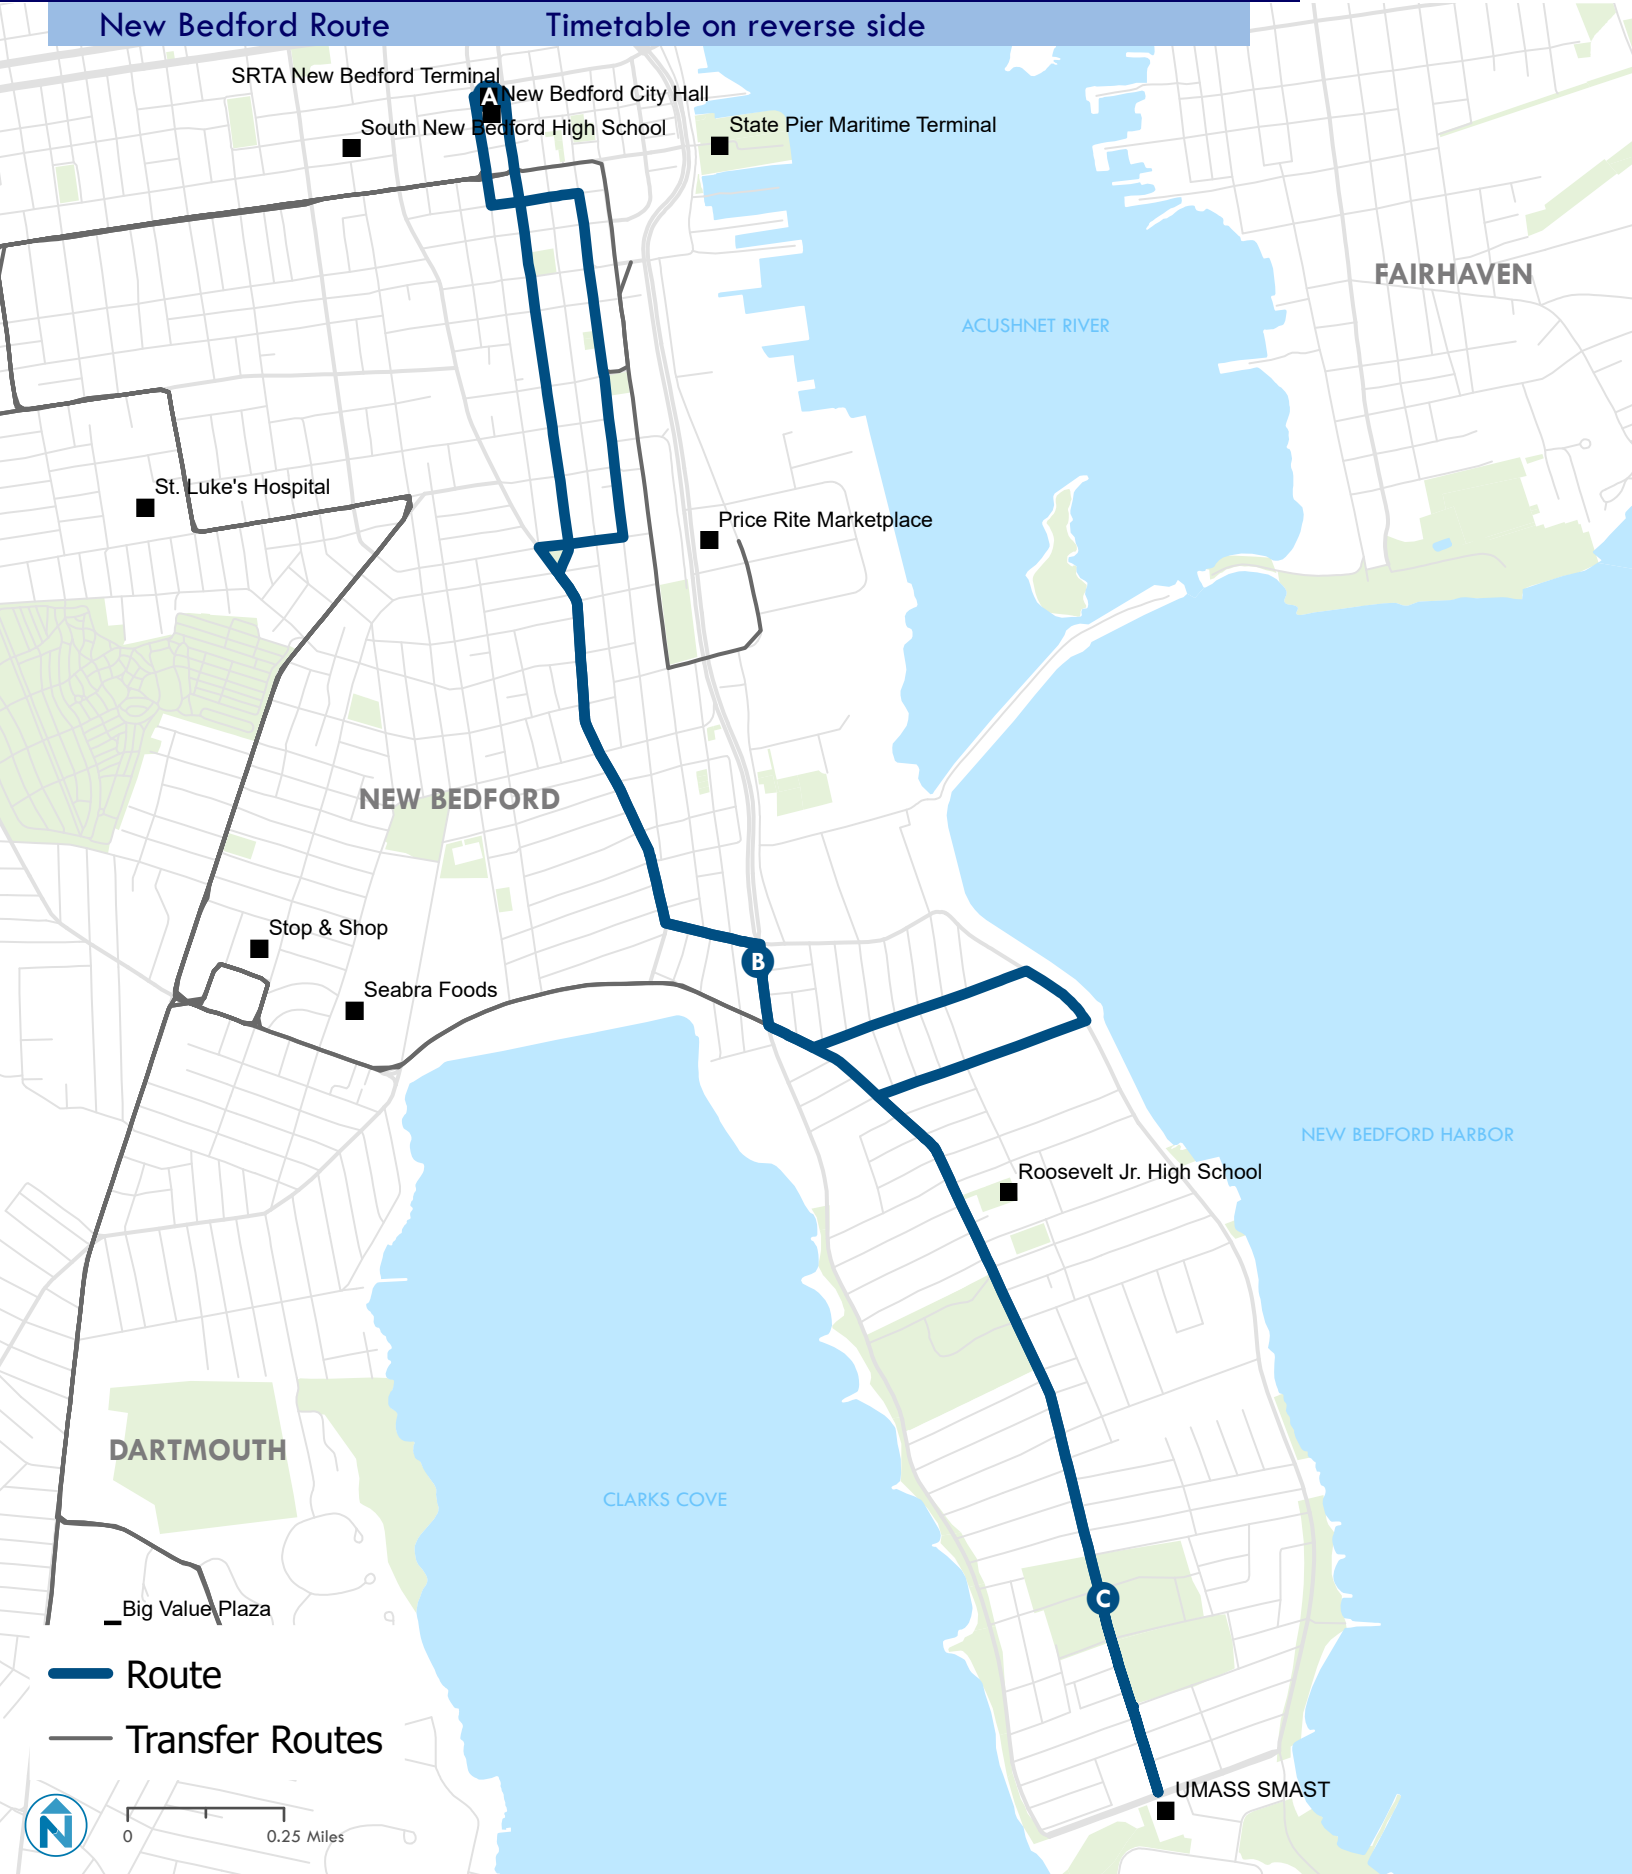 New Bedford Route
Timetable on reverse side
SRTA New Bedford Terminal
A
New Bedford City Hall
South New Bedford High School
State Pier Maritime Terminal
FAIRHAVEN
ACUSHNET RIVER
St. Luke's Hospital
Price Rite Marketplace
NEW BEDFORD
Stop & Shop
B
Seabra Foods
NEW BEDFORD HARBOR
Roosevelt Jr. High School
DARTMOUTH
CLARKS COVE
C
Big Value Plaza
Route
Transfer Routes
UMASS SMAST
N
0
0.25 Miles